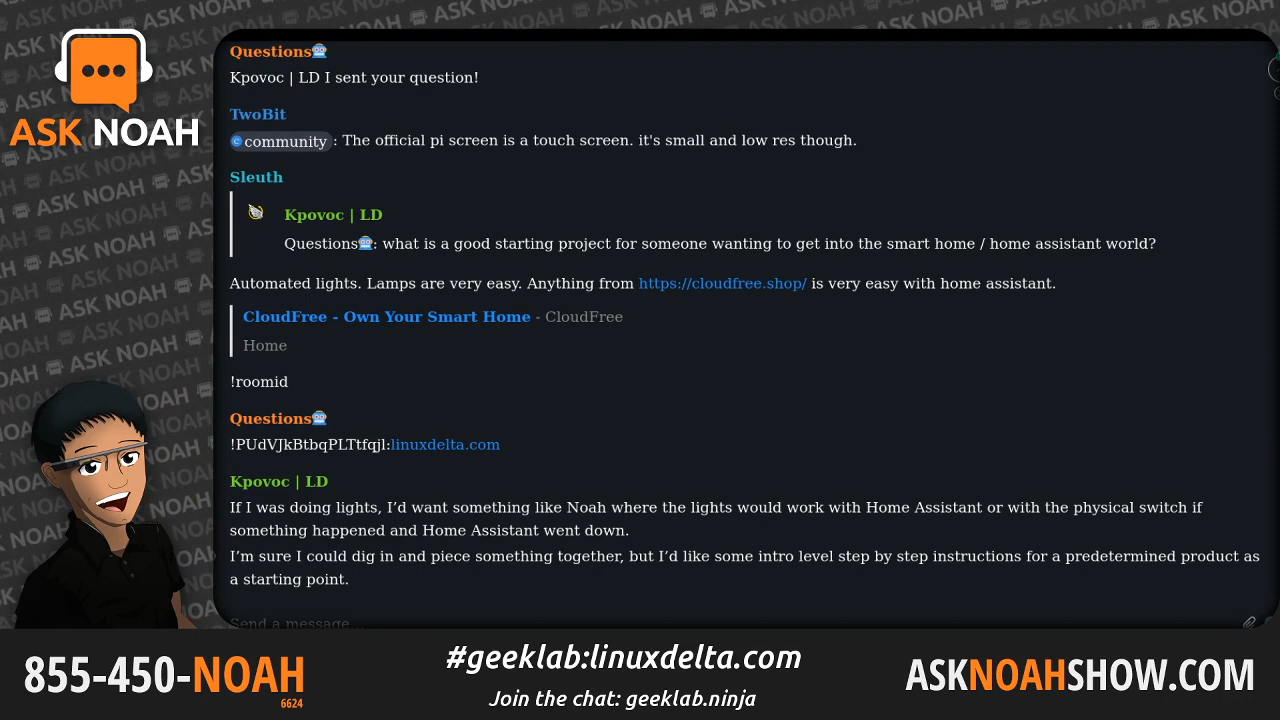 ASK NOAH
Questions
Kpovoc | LD I sent your question!
TwoBit
community : The official pi screen is a touch screen. it's small and low res though.
Sleuth
Kpovoc | LD
Questions : what is a good starting project for someone wanting to get into the smart home / home assistant world?
Automated lights. Lamps are very easy. Anything from https://cloudfree.shop/ is very easy with home assistant.
CloudFree - Own Your Smart Home - CloudFree
Home
!roomid
Questions
!PUdVJkBtbqPLTtfqjl:linuxdelta.com
Kpovoc | LD
If I was doing lights, I’d want something like Noah where the lights would work with Home Assistant or with the physical switch if
something happened and Home Assistant went down.
I’m sure I could dig in and piece something together, but I’d like some intro level step by step instructions for a predetermined product as
a starting point.
Send a message...
855-450-NOAH
6624
#geeklab:linuxdelta.com
Join the chat: geeklab.ninja
ASKNOAHSHOW.COM